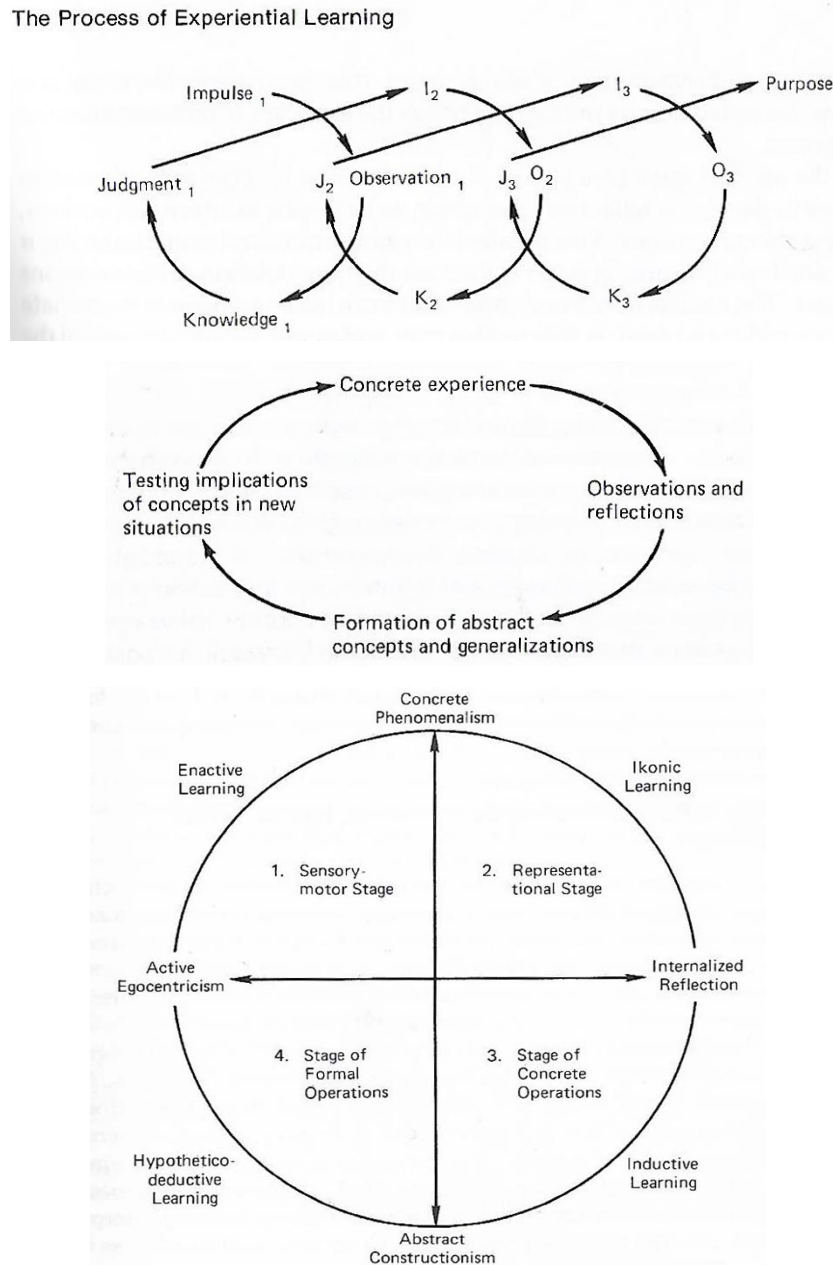 The Process of Experiential Learning
Impulse 1
I2
I3
Purpose
Judgment 1
J2
Observation 1
J3
O2
O3
Knowledge 1
K2
K3
Concrete experience
Testing implications
of concepts in new
situations
Observations and
reflections
Formation of abstract
concepts and generalizations
Concrete
Phenomenalism
Enactive
Learning
Ikonic
Learning
1. Sensory-
motor Stage
2. Representa-
tional Stage
Active
Egocentricism
Internalized
Reflection
4. Stage of
Formal
Operations
3. Stage of
Concrete
Operations
Hypothetico-
deductive
Learning
Inductive
Learning
Abstract
Constructionism